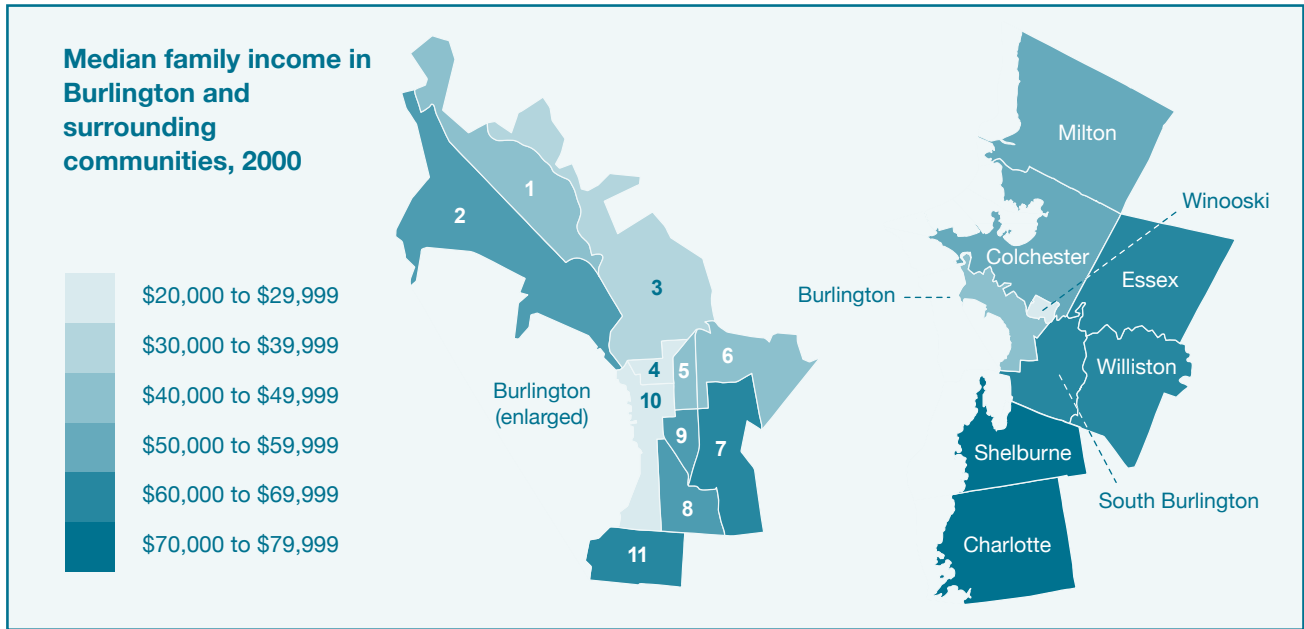 Median family income in
Burlington and
surrounding
communities, 2000
$20,000 to $29,999
$30,000 to $39,999
$40,000 to $49,999
$50,000 to $59,999
$60,000 to $69,999
$70,000 to $79,999
1
2
3
4
5
6
10
9
7
8
11
Burlington
(enlarged)
Milton
Winooski
Colchester
Essex
Burlington
Williston
Shelburne
South Burlington
Charlotte